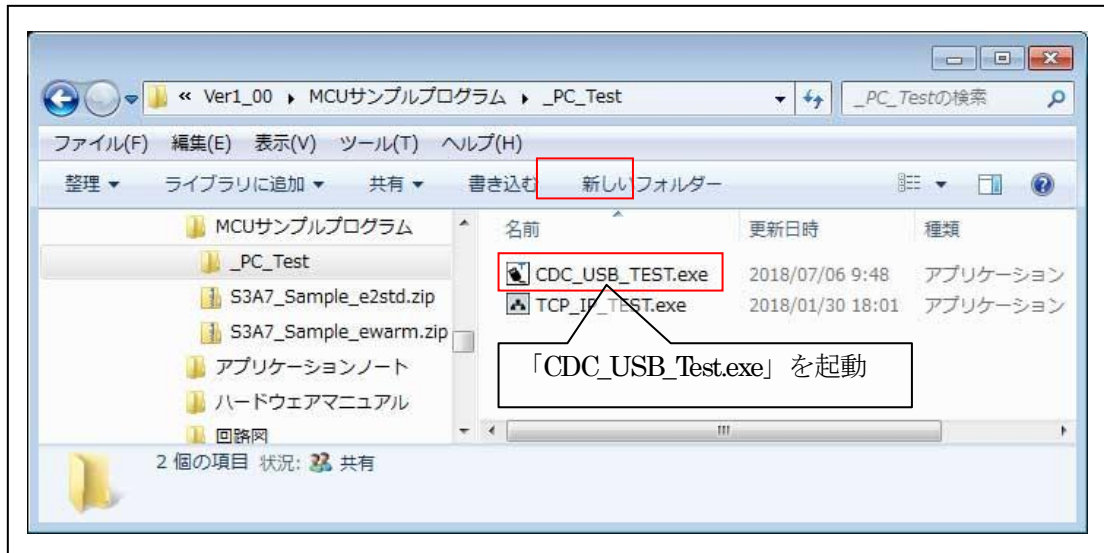 « Ver1_00 ▸ MCUサンプルプログラム ▸ _PC_Test
_PC_Testの検索
ファイル(F) 編集(E) 表示(V) ツール(T) ヘルプ(H)
整理 ▼ ライブラリに追加 ▼ 共有 ▼ 書き込む 新しいフォルダー
MCUサンプルプログラム
_PC_Test
S3A7_Sample_e2std.zip
S3A7_Sample_ewarm.zip
アプリケーションノート
ハードウェアマニュアル
回路図
名前 更新日時 種類
CDC_USB_TEST.exe 2018/07/06 9:48 アプリケーション
TCP_IP_TEST.exe 2018/01/30 18:01 アプリケーション
「CDC_USB_Test.exe」を起動
2 個の項目 状況: 共有